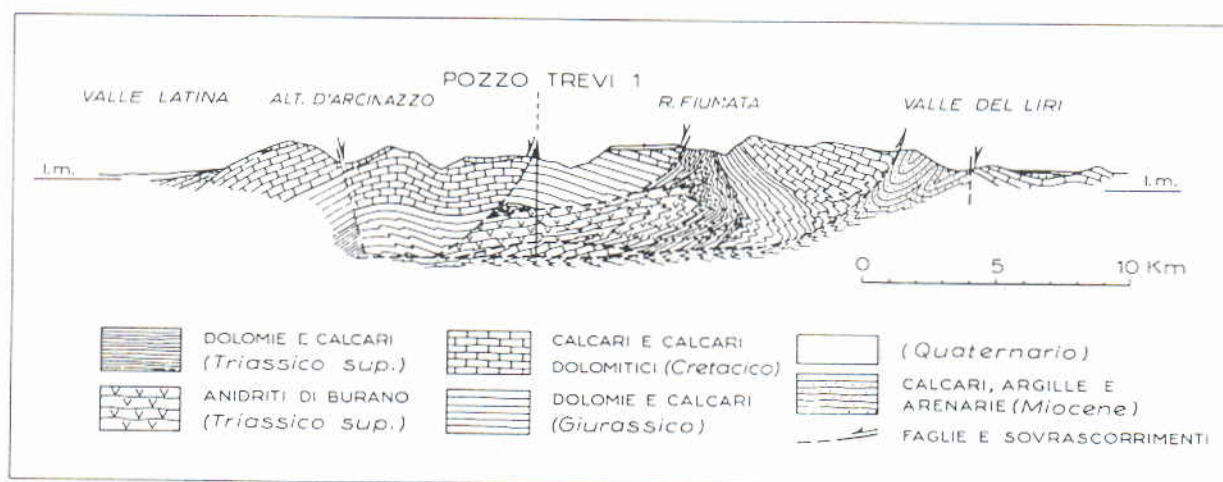 POZZO TREVI 1
VALLE LATINA
ALT. D'ARCINAZZO
R. FIUMATA
VALLE DEL LIRI
l.m.
l.m.
0 5 10 Km
DOLOMIE E CALCARI
(Triassico sup.)
ANIDRITI DI BURANO
(Triassico sup.)
CALCARI E CALCARI
DOLOMITICI (Cretacico)
DOLOMIE E CALCARI
(Giurassico)
(Quaternario)
CALCARI, ARGILLE E
ARENARIE (Miocene)
FAGLIE E SOVRASCORRIMENTI